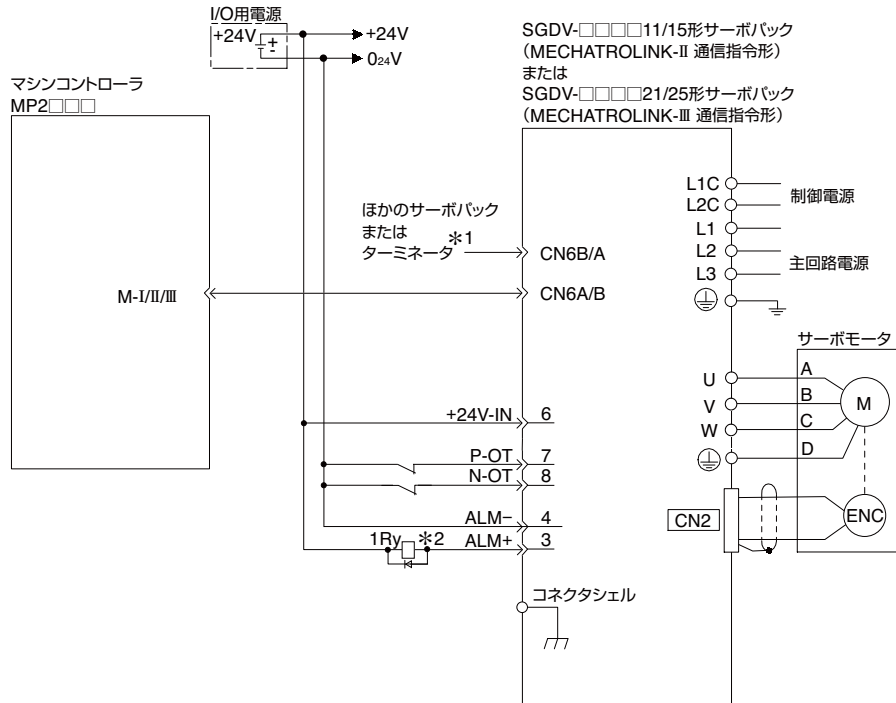 I/O用電源
+24V
+
-
+24V
024V
マシンコントローラ
MP2□□□
SGDV-□□□□11/15形サーボパック
(MECHATROLINK-Ⅱ 通信指令形)
または
SGDV-□□□□21/25形サーボパック
(MECHATROLINK-Ⅲ 通信指令形)
L1C
L2C
制御電源
L1
L2
L3
主回路電源
ほかのサーボパック
または
ターミネータ*1
CN6B/A
M-Ⅰ/Ⅱ/Ⅲ
CN6A/B
サーボモータ
U
A
V
B
W
C
D
M
+24V-IN
6
P-OT
7
N-OT
8
ALM−
4
1Ry
*2
ALM+
3
CN2
ENC
コネクタシェル